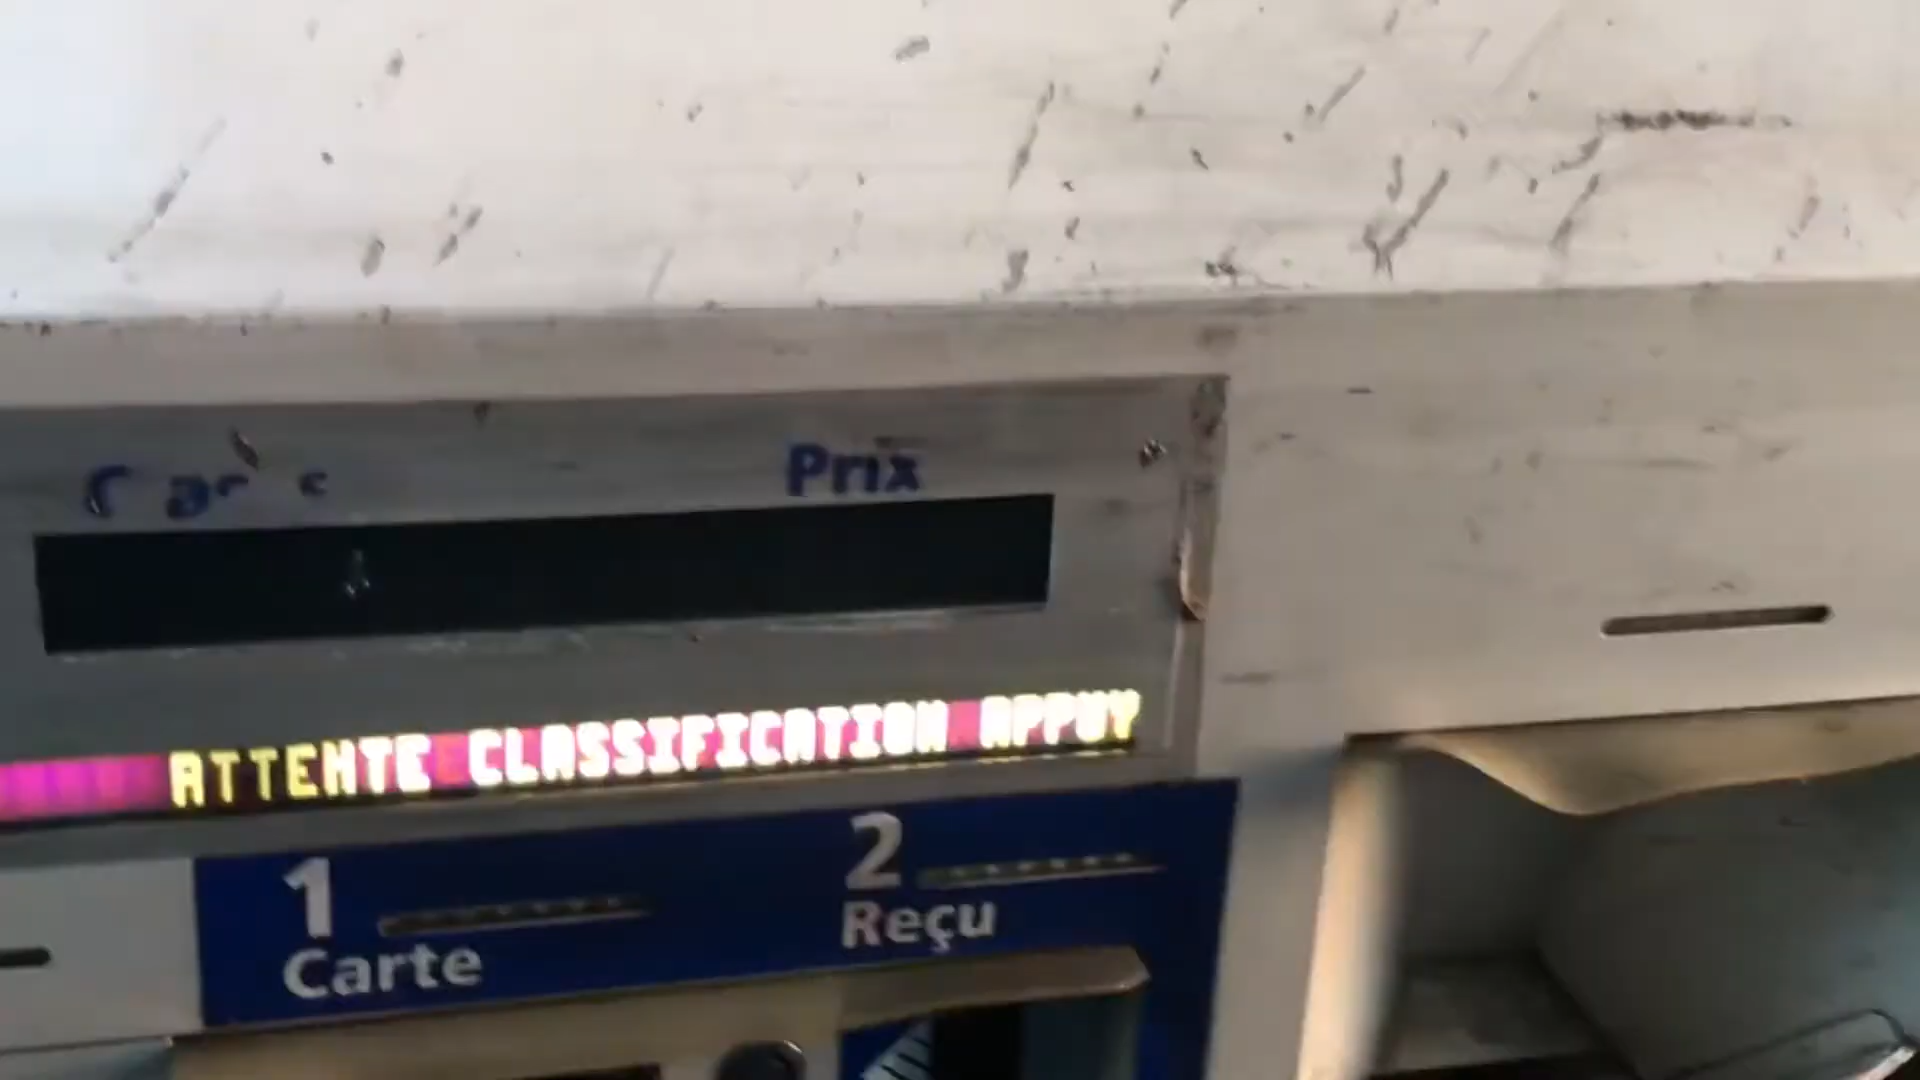 Prix
ATTENTE CLASSIFICATION APPUY
1
Carte
2
Reçu